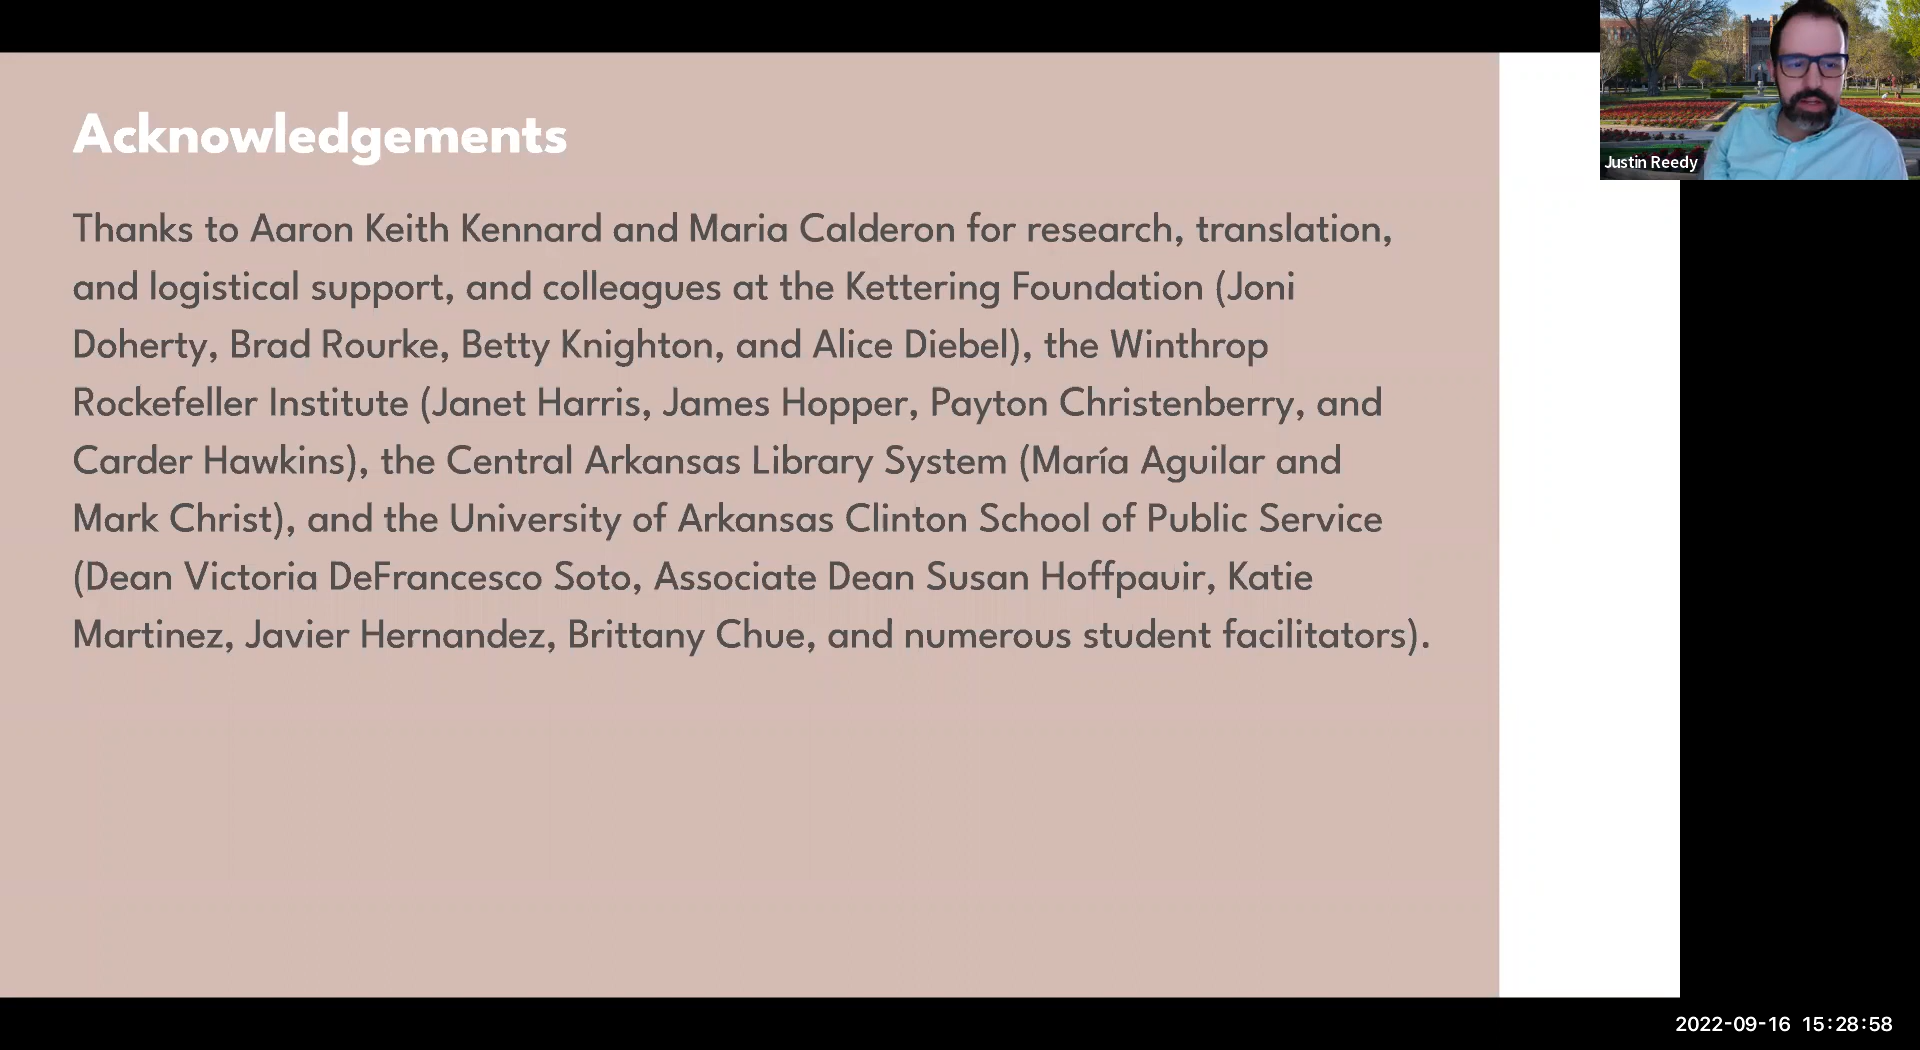 Acknowledgements
Thanks to Aaron Keith Kennard and Maria Calderon for research, translation,
and logistical support, and colleagues at the Kettering Foundation (Joni
Doherty, Brad Rourke, Betty Knighton, and Alice Diebel), the Winthrop
Rockefeller Institute (Janet Harris, James Hopper, Payton Christenberry, and
Carder Hawkins), the Central Arkansas Library System (María Aguilar and
Mark Christ), and the University of Arkansas Clinton School of Public Service
(Dean Victoria DeFrancesco Soto, Associate Dean Susan Hoffpauir, Katie
Martinez, Javier Hernandez, Brittany Chue, and numerous student facilitators).
Justin Reedy
2022-09-16 15:28:58